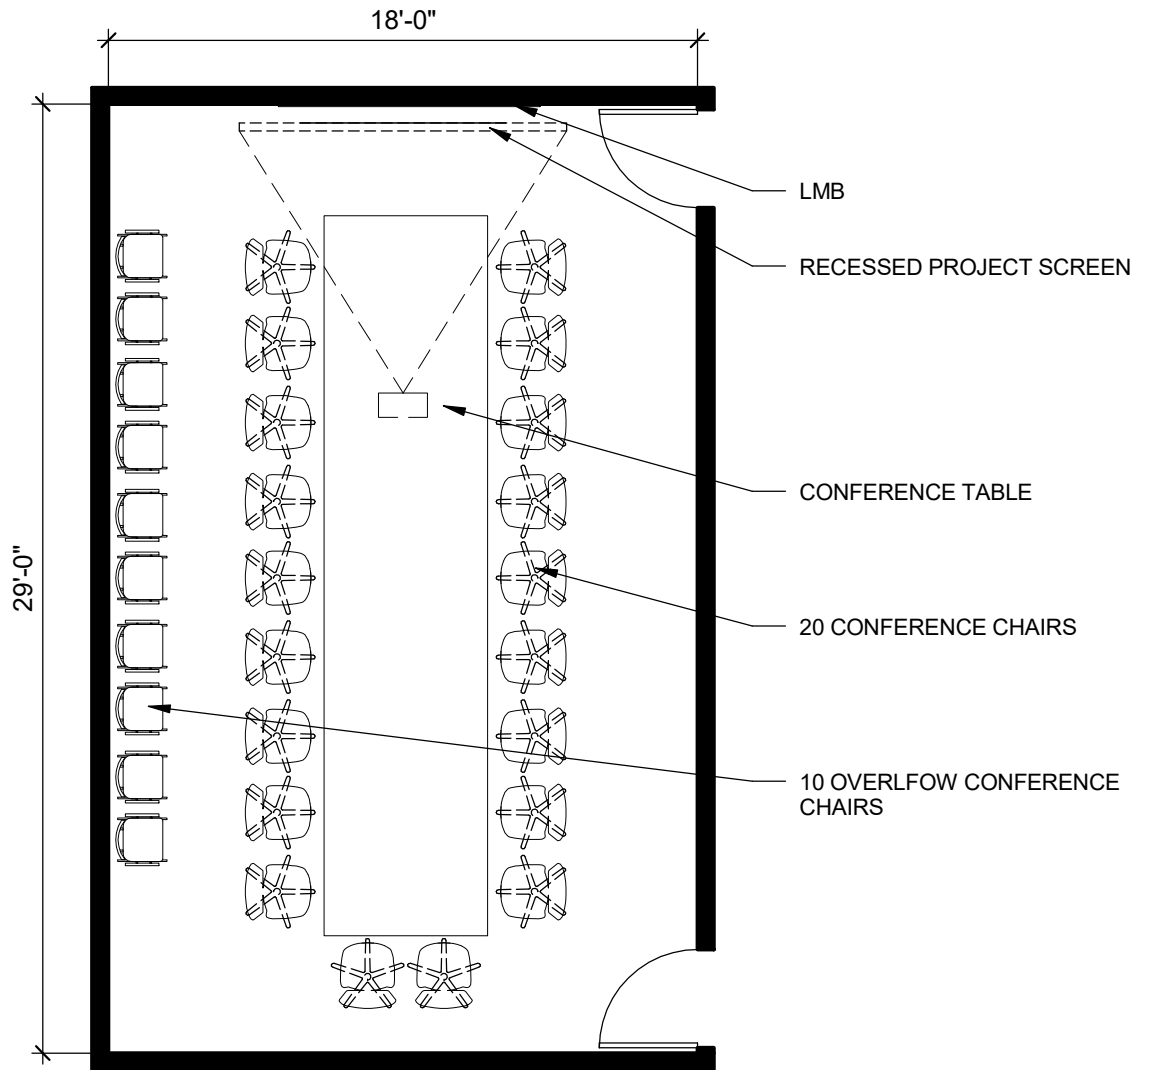 18'-0"
LMB
RECESSED PROJECT SCREEN
CONFERENCE TABLE
29'-0"
20 CONFERENCE CHAIRS
10 OVERLFOW CONFERENCE
CHAIRS